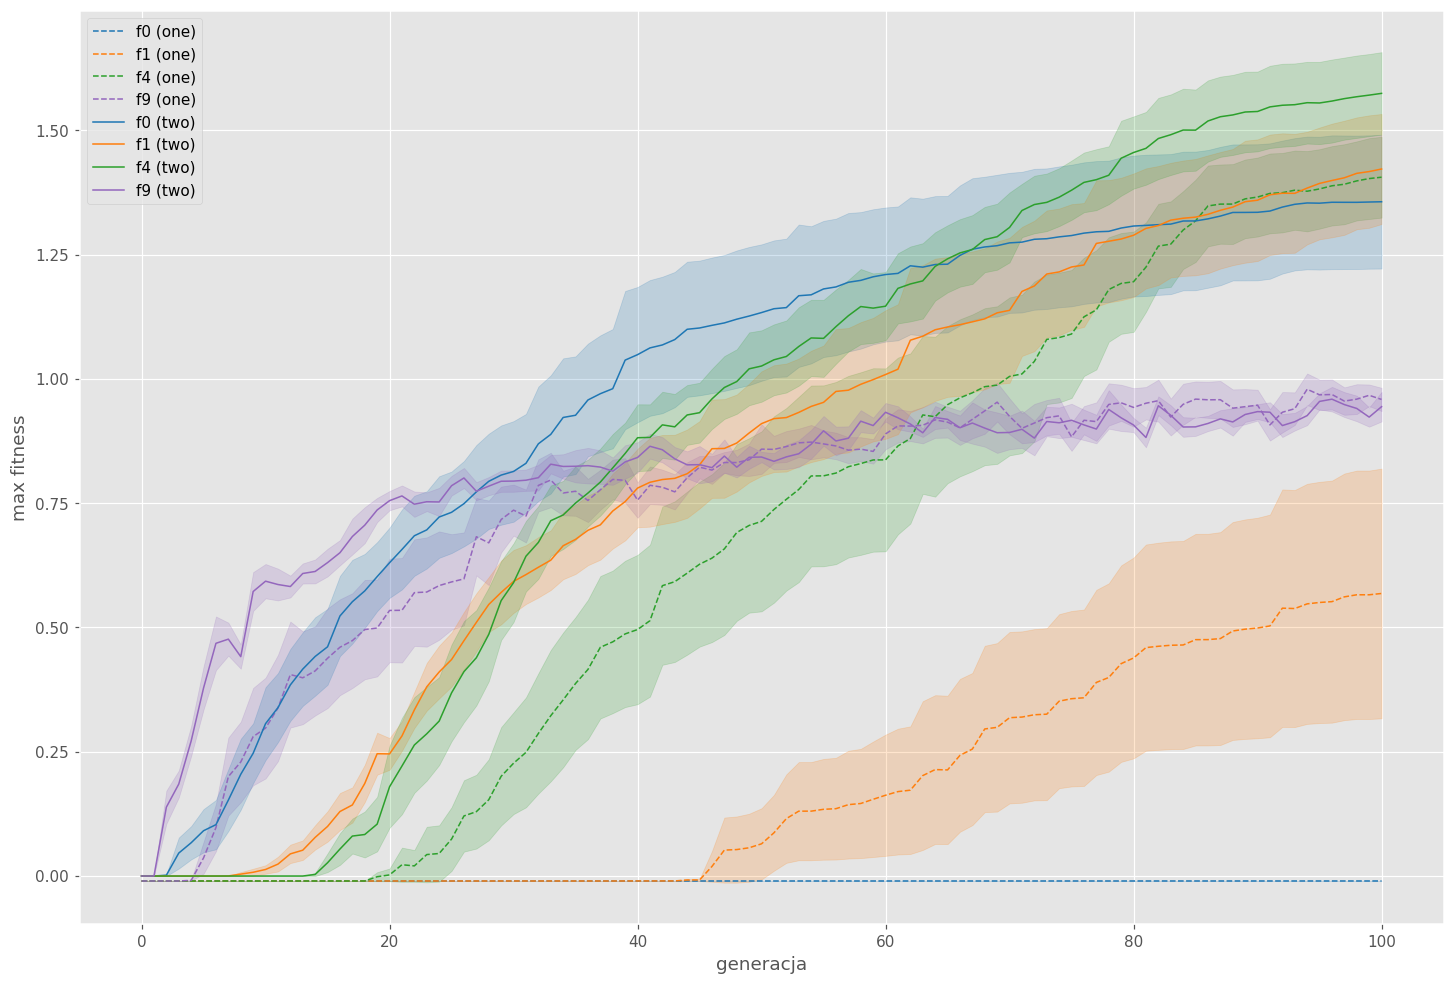 f0 (one)
f1 (one)
f4 (one)
f9 (one)
f0 (two)
f1 (two)
f4 (two)
f9 (two)
max fitness
1.50
1.25
1.00
0.75
0.50
0.25
0.00
0 20 40 60 80 100
generacja